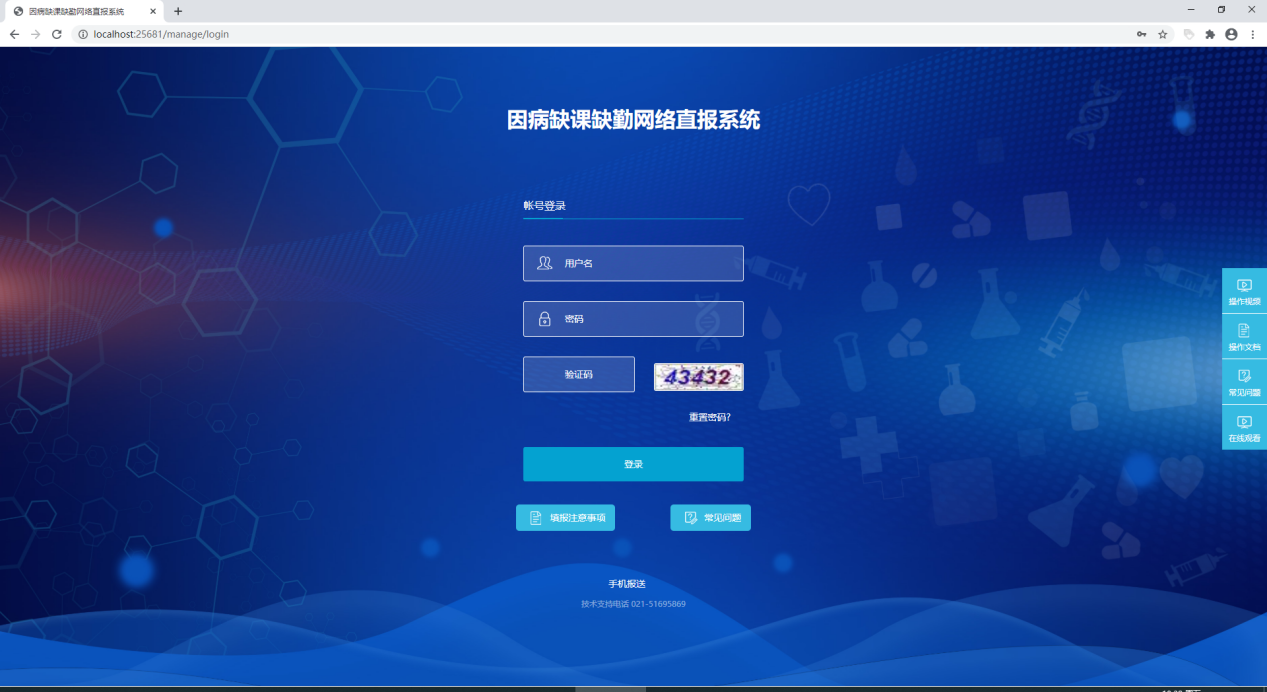 因病缺课缺勤网络直报系统
localhost:25681/manage/login
因病缺课缺勤网络直报系统
帐号登录
用户名
密码
验证码
43432
重置密码?
登录
填报注意事项
常见问题
手机报送
技术支持电话 021-51695869
操作视频
操作文档
常见问题
在线观看